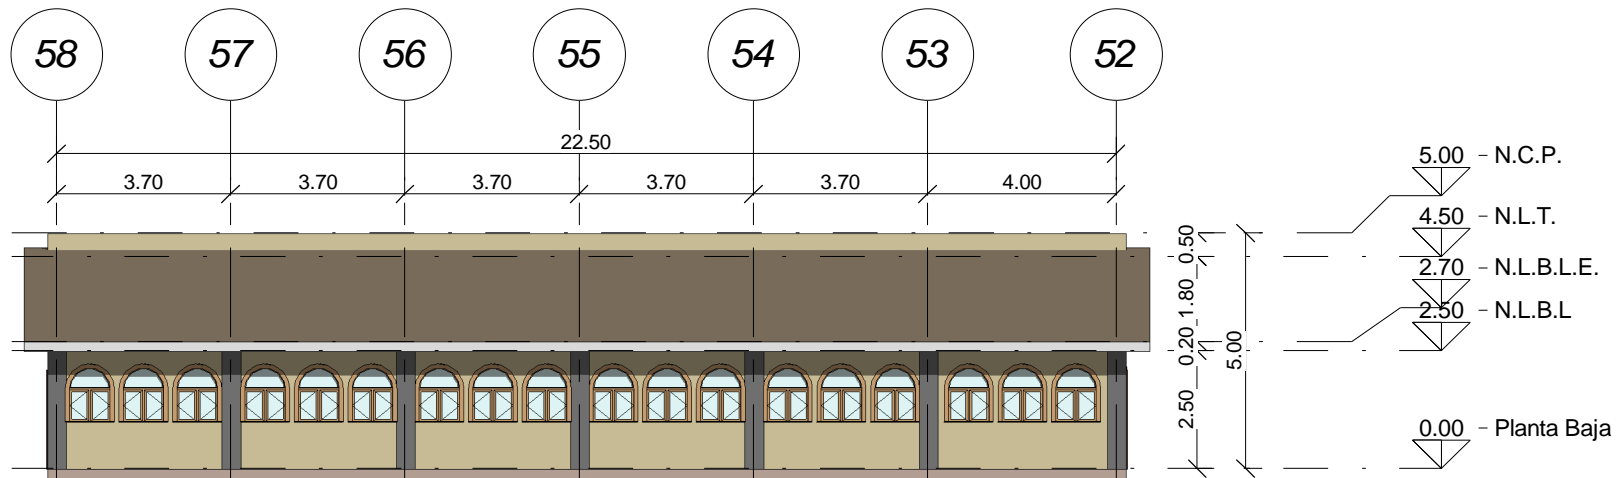 58 57 56 55 54 53 52
22.50
3.70 3.70 3.70 3.70 3.70 4.00
5.00 N.C.P.
4.50 N.L.T.
2.70 N.L.B.L.E.
2.50 N.L.B.L
0.00 Planta Baja
0.50
1.80
0.20
2.50
5.00